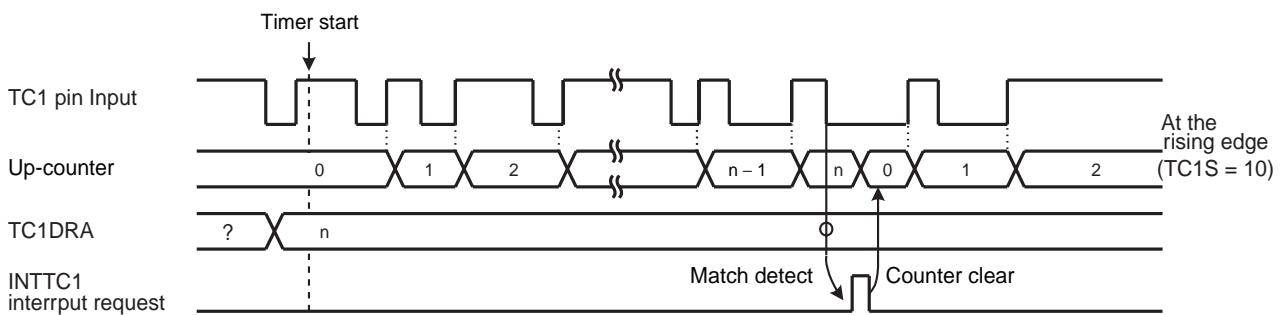 Timer start
TC1 pin Input
At the
rising edge
(TC1S = 10)
Up-counter
0
1
2
n – 1
n
0
1
2
TC1DRA
?
n
Match detect
Counter clear
INTTC1
interrput request